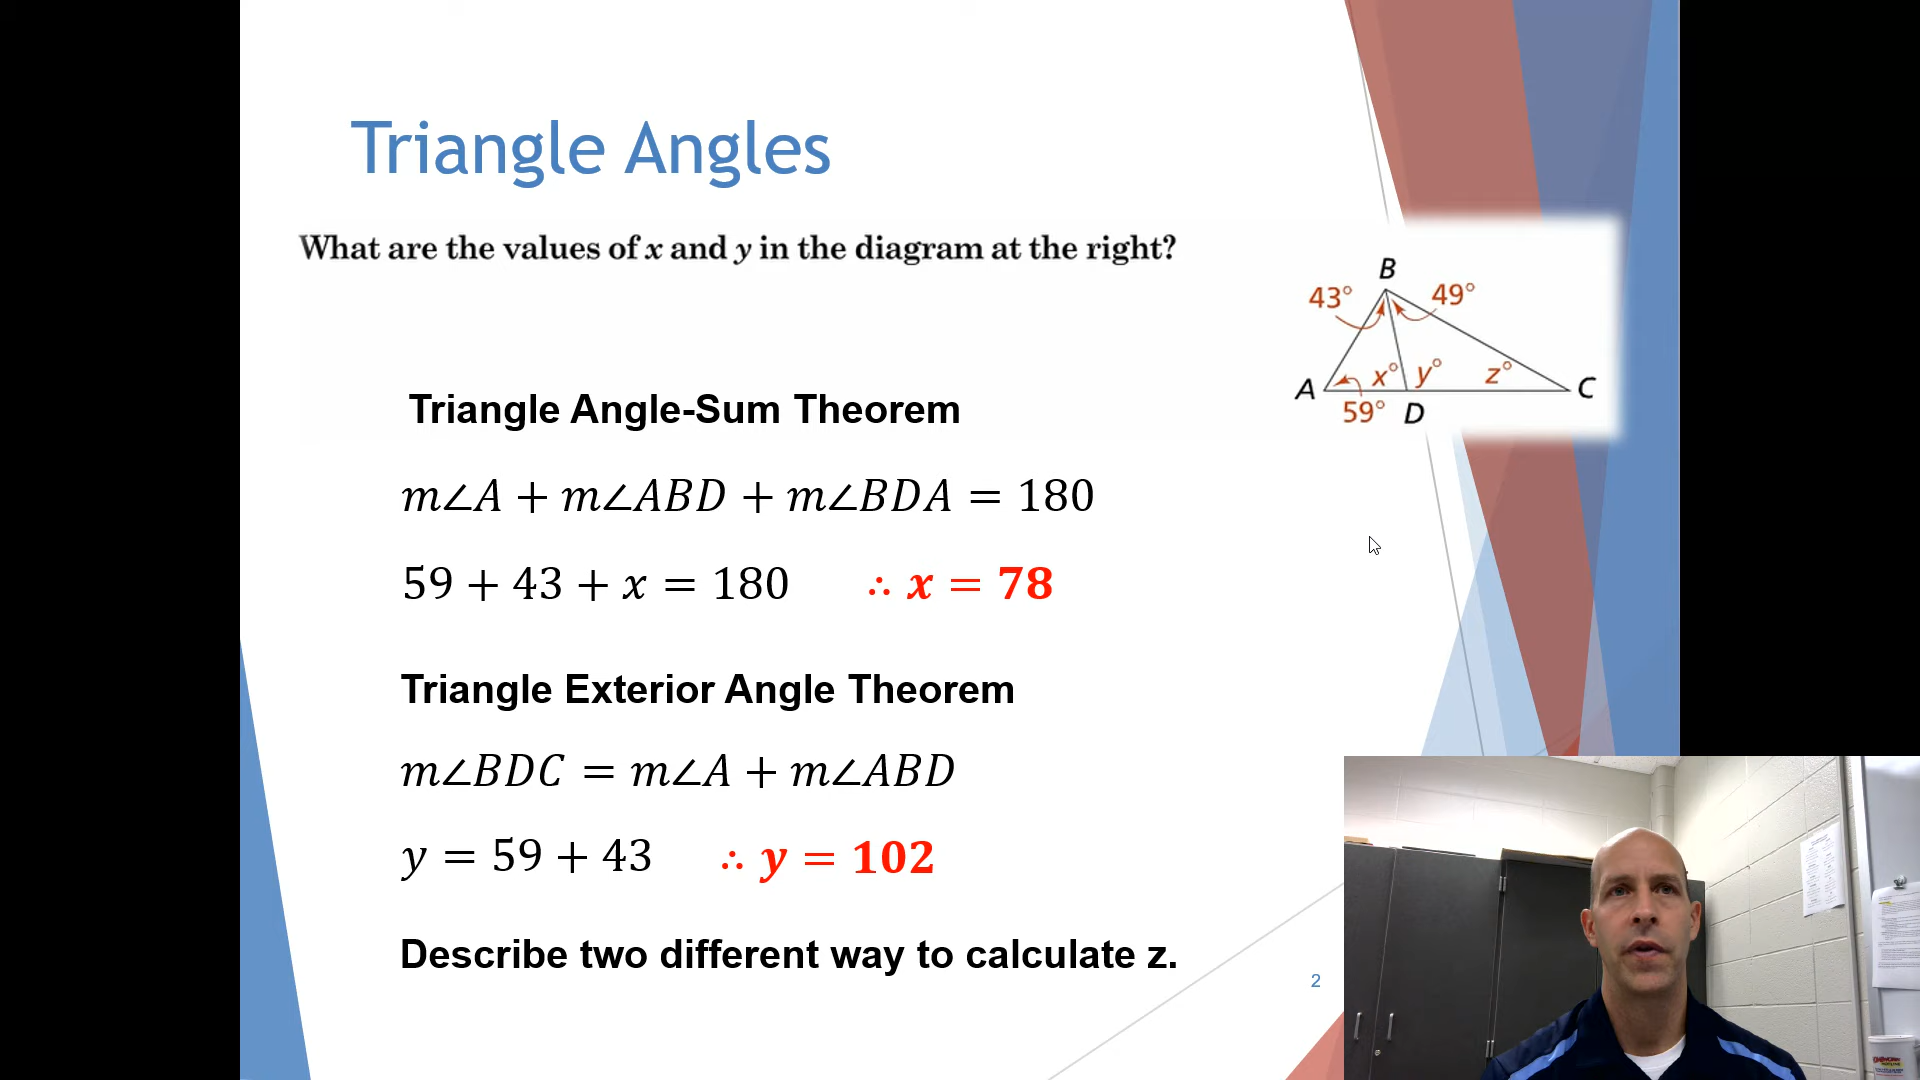 Triangle Angles
What are the values of x and y in the diagram at the right?
B
43°
49°
x°
y°
z°
A
C
59°
D
Triangle Angle-Sum Theorem
m∠A + m∠ABD + m∠BDA = 180
59 + 43 + x = 180 ∴ x = 78
Triangle Exterior Angle Theorem
m∠BDC = m∠A + m∠ABD
y = 59 + 43 ∴ y = 102
Describe two different way to calculate z.
2